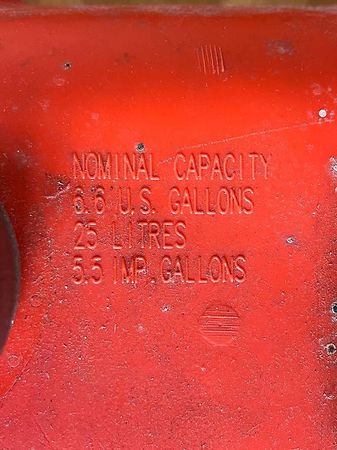 NOMINAL CAPACITY
6.6 U.S. GALLONS
25 LITRES
5.5 IMP. GALLONS